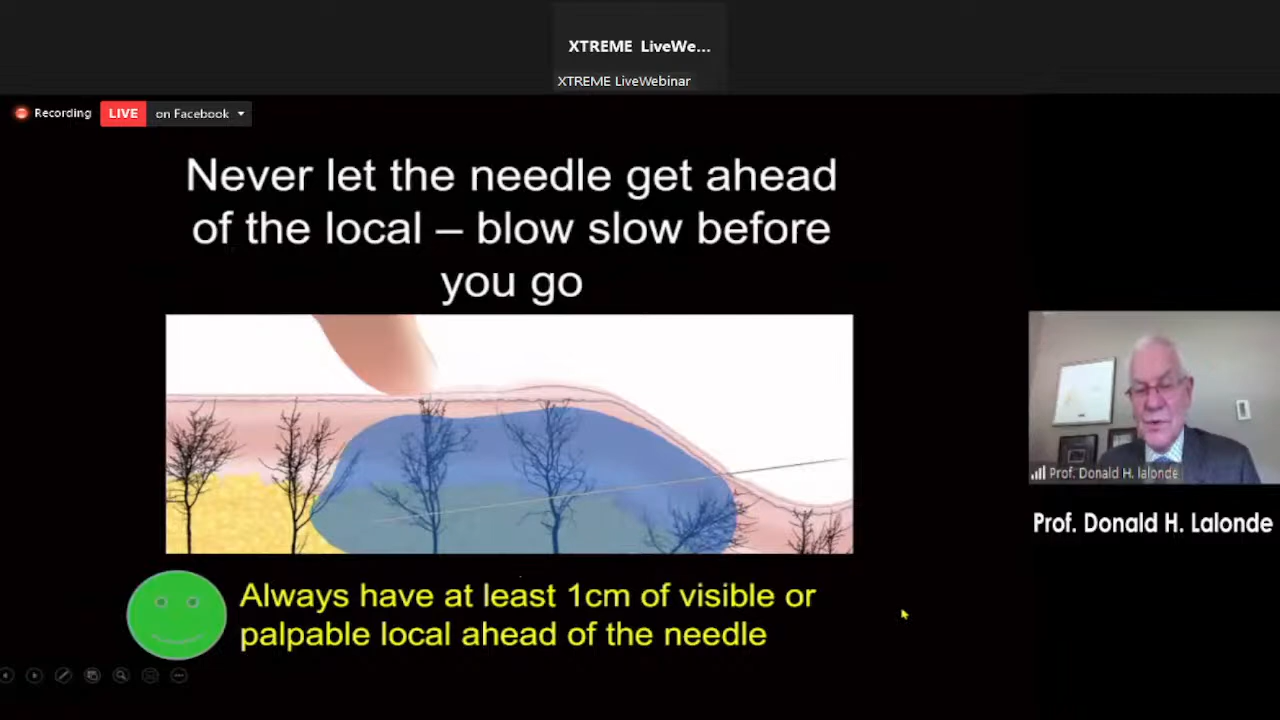 XTREME LiveWe...
XTREME LiveWebinar
Recording
LIVE
on Facebook
Never let the needle get ahead
of the local – blow slow before
you go
Always have at least 1cm of visible or
palpable local ahead of the needle
Prof. Donald H. lalonde
Prof. Donald H. Lalonde